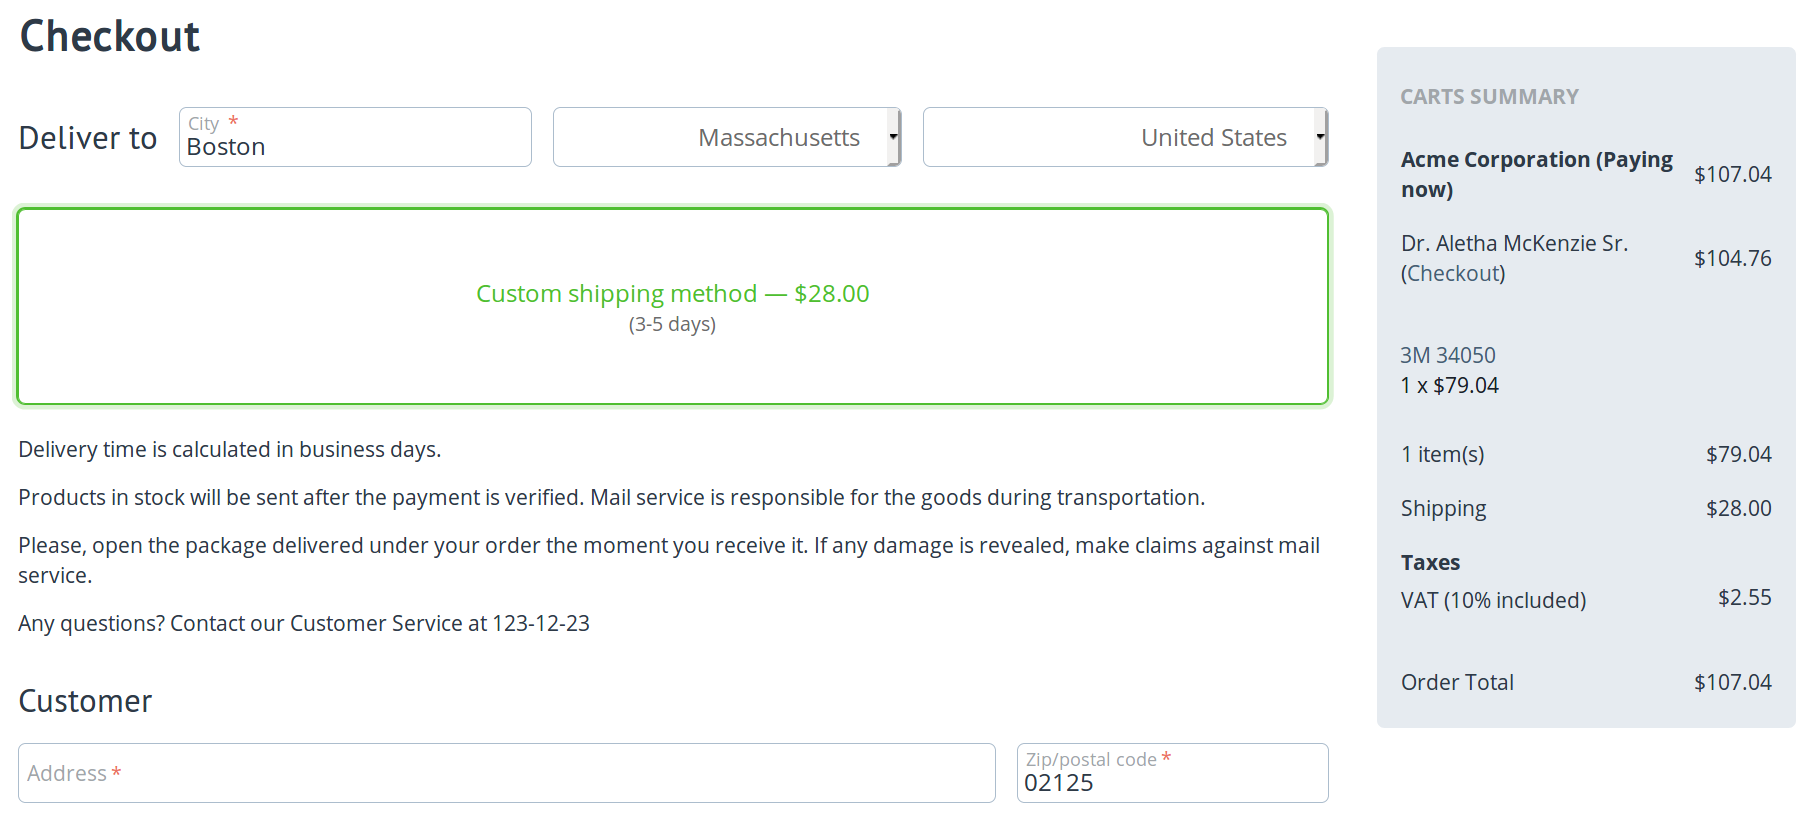 Checkout
Deliver to
City *
Boston
Massachusetts
United States
Custom shipping method — $28.00
(3-5 days)
Delivery time is calculated in business days.
Products in stock will be sent after the payment is verified. Mail service is responsible for the goods during transportation.
Please, open the package delivered under your order the moment you receive it. If any damage is revealed, make claims against mail
service.
Any questions? Contact our Customer Service at 123-12-23
Customer
Address *
Zip/postal code *
02125
CARTS SUMMARY
Acme Corporation (Paying
now)
$107.04
Dr. Aletha McKenzie Sr.
(Checkout)
$104.76
3M 34050
1 x $79.04
1 item(s) $79.04
Shipping $28.00
Taxes
VAT (10% included) $2.55
Order Total $107.04